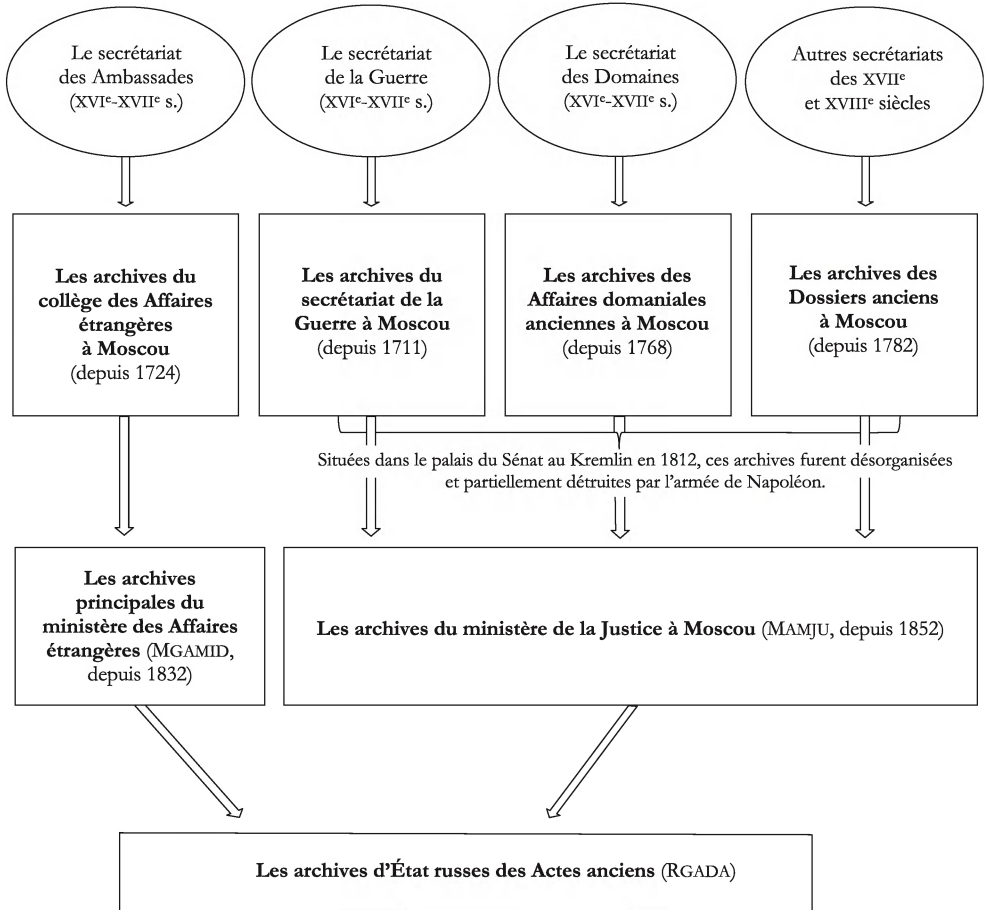 Le secrétariat
des Ambassades
(XVIe-XVIIe s.)
Le secrétariat
de la Guerre
(XVIe-XVIIe s.)
Le secrétariat
des Domaines
(XVIe-XVIIe s.)
Autres secrétariats
des XVIIe
et XVIIIe siècles
Les archives du
collège des Affaires
étrangères
à Moscou
(depuis 1724)
Les archives du
secrétariat de la
Guerre à Moscou
(depuis 1711)
Les archives des
Affaires domaniales
anciennes à Moscou
(depuis 1768)
Les archives des
Dossiers anciens
à Moscou
(depuis 1782)
Situées dans le palais du Sénat au Kremlin en 1812, ces archives furent désorganisées
et partiellement détruites par l'armée de Napoléon.
Les archives
principales du
ministère des Affaires
étrangères (MGAMID,
depuis 1832)
Les archives du ministère de la Justice à Moscou (MAMJU, depuis 1852)
Les archives d'État russes des Actes anciens (RGADA)